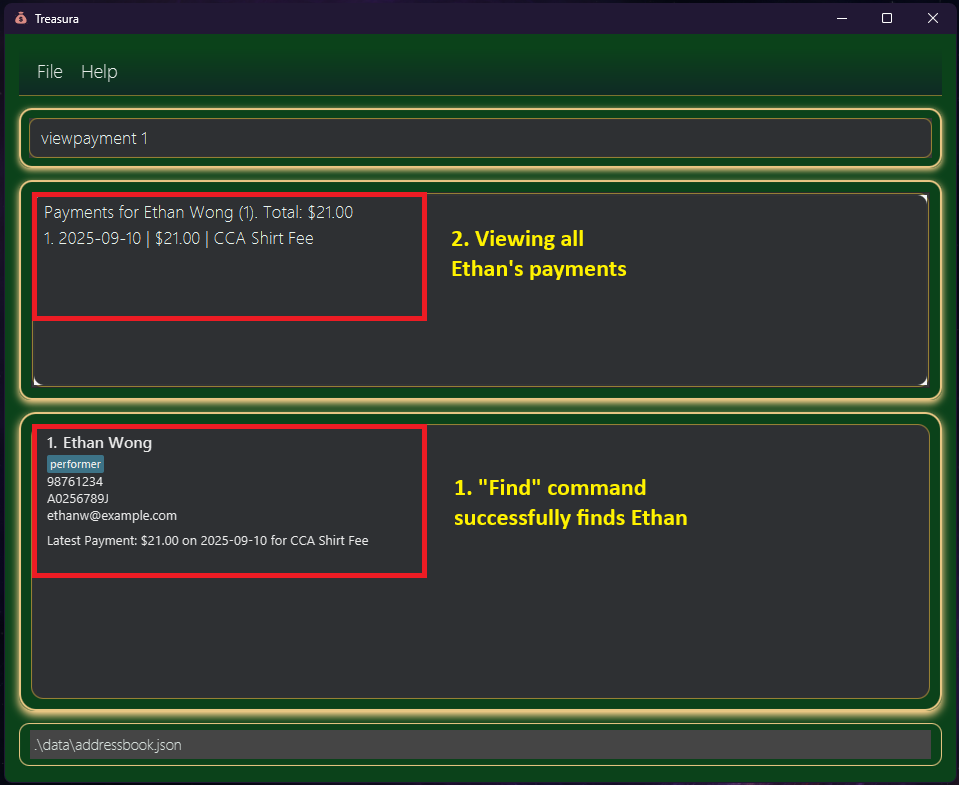 Treasura
File Help
viewpayment 1
Payments for Ethan Wong (1). Total: $21.00
1. 2025-09-10 | $21.00 | CCA Shirt Fee
2. Viewing all
Ethan's payments
1. Ethan Wong
performer
98761234
A0256789J
ethanw@example.com
Latest Payment: $21.00 on 2025-09-10 for CCA Shirt Fee
1. "Find" command
successfully finds Ethan
.\data\addressbook.json